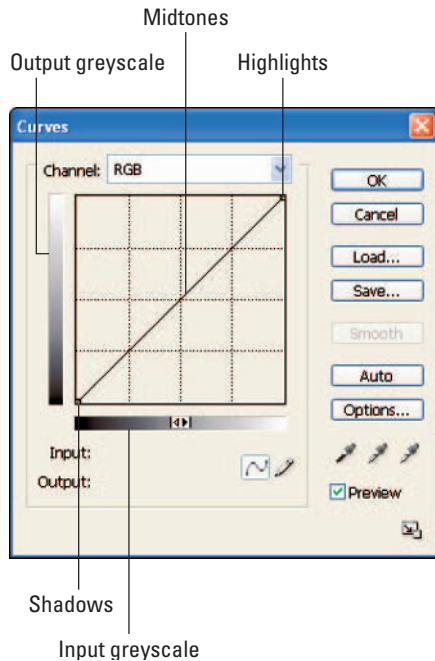 Midtones
Output greyscale
Highlights
Curves
Channel: RGB
OK
Cancel
Load...
Save...
Smooth
Auto
Options...
Input:
Output:
Preview
Shadows
Input greyscale